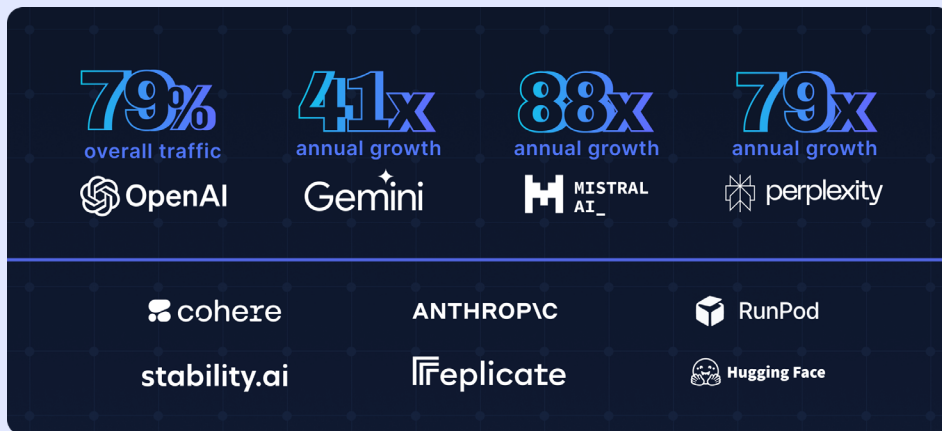 79%
overall traffic
OpenAI
41x
annual growth
Gemini
88x
annual growth
MISTRAL
AI_
79x
annual growth
perplexity
cohere
ANTHROP\C
RunPod
stability.ai
replicate
Hugging Face